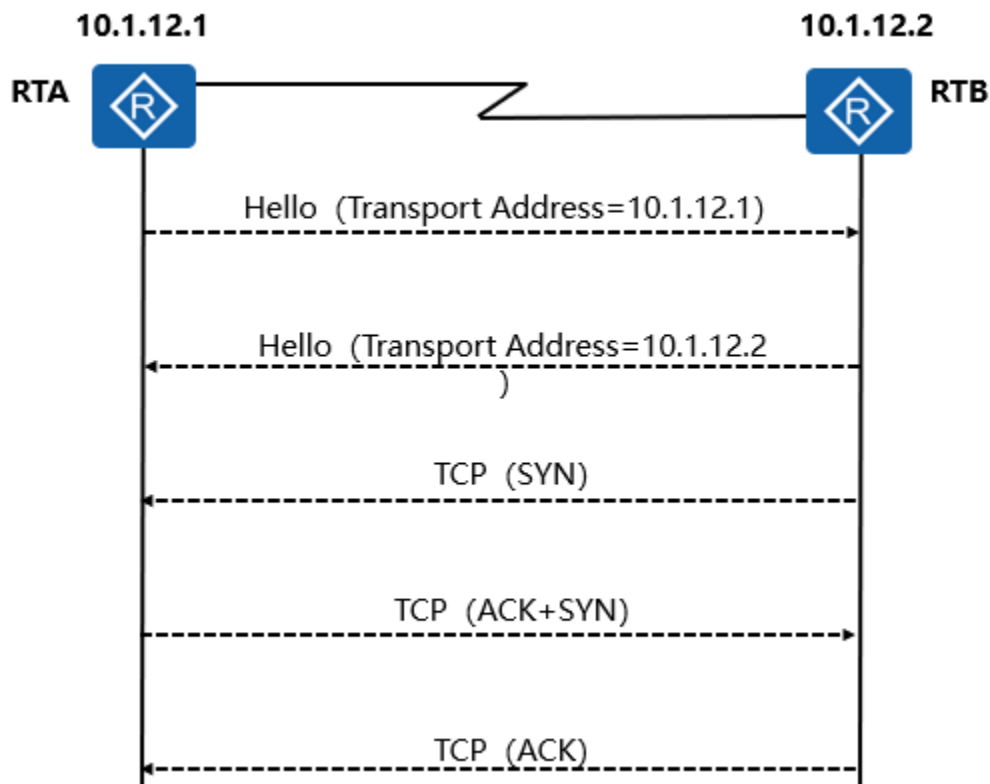 10.1.12.1
10.1.12.2
RTA
R
R
RTB
Hello (Transport Address=10.1.12.1)
Hello (Transport Address=10.1.12.2
)
TCP (SYN)
TCP (ACK+SYN)
TCP (ACK)